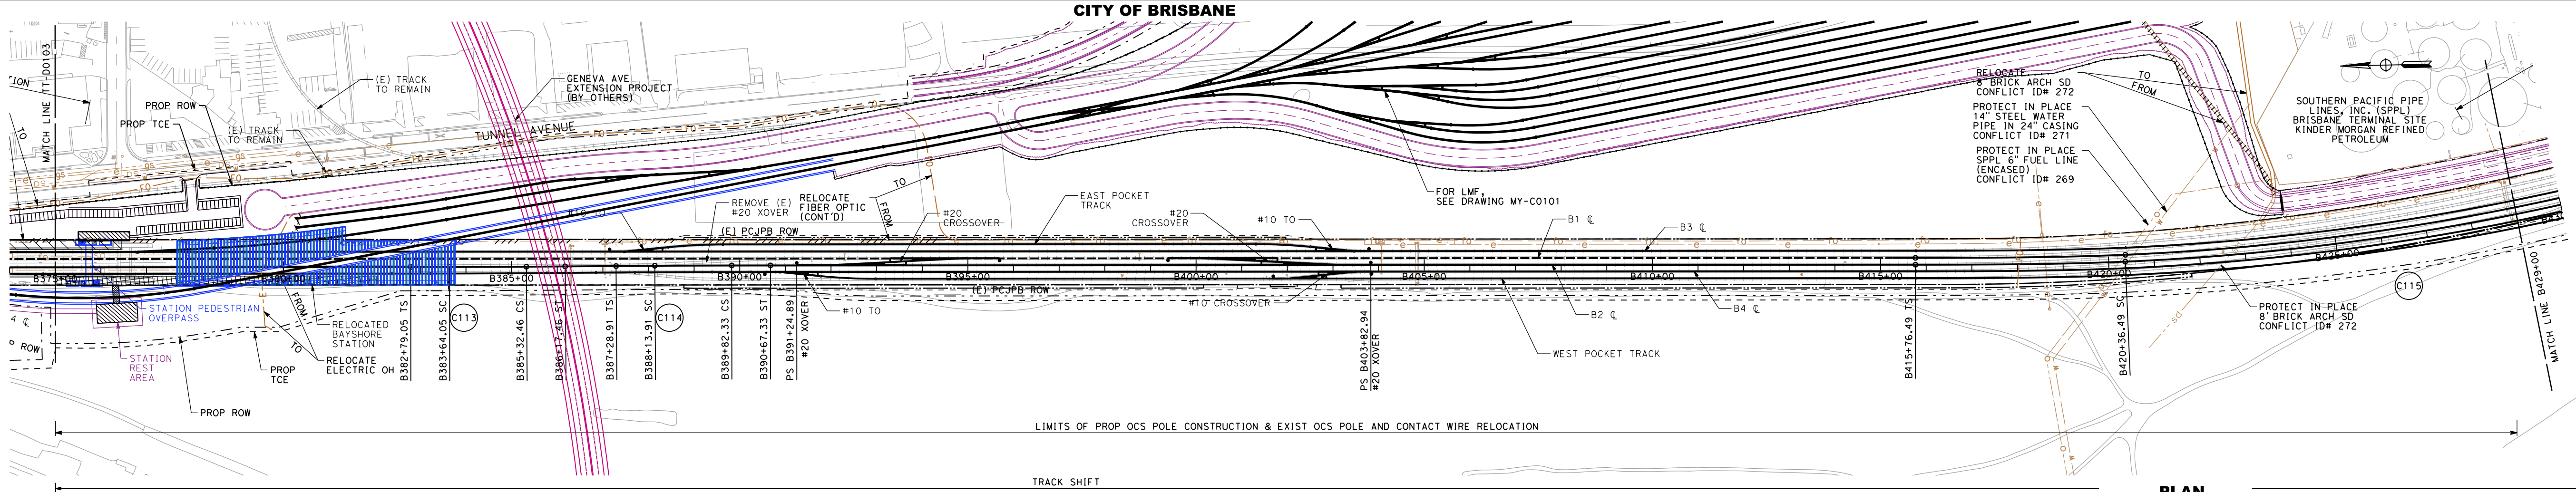 CITY OF BRISBANE
MATCH LINE TT-D0103
TO
PROP ROW
PROP TCE
(E) TRACK
TO REMAIN
(E) TRACK
TO REMAIN
GENEVA AVE
EXTENSION PROJECT
(BY OTHERS)
TUNNEL AVENUE
REMOVE (E)
#20 XOVER
RELOCATE
FIBER OPTIC
(CONT'D)
TO
FROM
#10 TO
(E) PCJPB ROW
#20
CROSSOVER
EAST POCKET
TRACK
#20
CROSSOVER
#10 TO
FOR LMF,
SEE DRAWING MY-C0101
B1 ℄
B3 ℄
RELOCATE
8' BRICK ARCH SD
CONFLICT ID# 272
TO
FROM
PROTECT IN PLACE
14" STEEL WATER
PIPE IN 24" CASING
CONFLICT ID# 271
PROTECT IN PLACE
SPPL 6" FUEL LINE
(ENCASED)
CONFLICT ID# 269
SOUTHERN PACIFIC PIPE
LINES, INC. (SPPL)
BRISBANE TERMINAL SITE
KINDER MORGAN REFINED
PETROLEUM
B375+00
B380+00
B385+00
B390+00
B395+00
B400+00
B405+00
B410+00
B415+00
B420+00
B425+00
4 ℄
ROW
STATION PEDESTRIAN
OVERPASS
STATION
REST
AREA
PROP ROW
PROP
TCE
FROM
TO
RELOCATED
BAYSHORE
STATION
RELOCATE
ELECTRIC OH
B382+79.05 TS
B383+64.05 SC
C113
B385+32.46 CS
B386+17.46 ST
B387+28.91 TS
B388+13.91 SC
C114
B389+82.33 CS
B390+67.33 ST
PS B391+24.89
#20 XOVER
#10 TO
(E) PCJPB ROW
#10 CROSSOVER
PS B403+82.94
#20 XOVER
WEST POCKET TRACK
B2 ℄
B4 ℄
B415+76.49 TS
B420+36.49 SC
PROTECT IN PLACE
8' BRICK ARCH SD
CONFLICT ID# 272
C115
MATCH LINE B429+00
LIMITS OF PROP OCS POLE CONSTRUCTION & EXIST OCS POLE AND CONTACT WIRE RELOCATION
TRACK SHIFT
PLAN